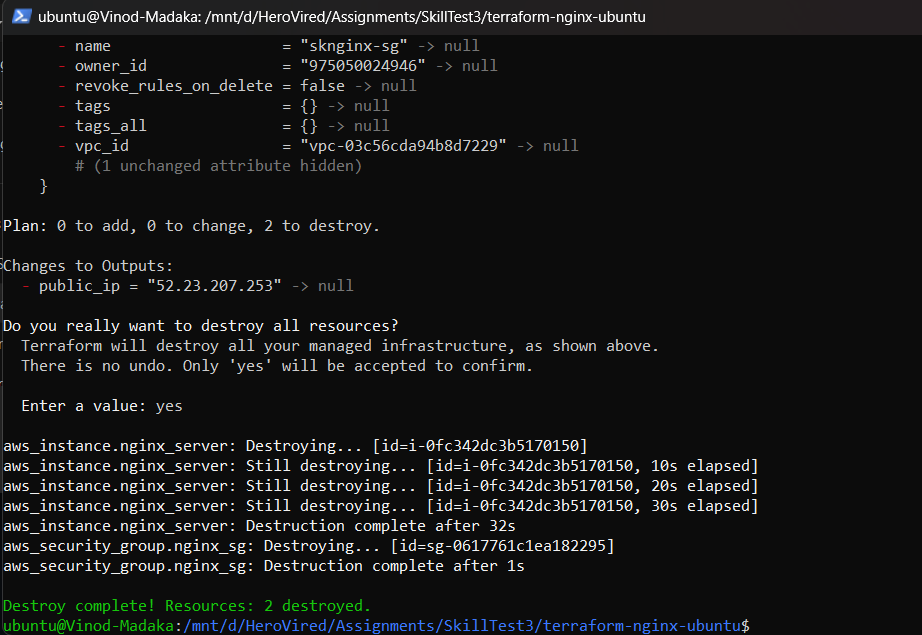 ubuntu@Vinod-Madaka: /mnt/d/HeroVired/Assignments/SkillTest3/terraform-nginx-ubuntu
- name                  = "sknginx-sg" -> null
- owner_id              = "975050024946" -> null
- revoke_rules_on_delete = false -> null
- tags                  = {} -> null
- tags_all              = {} -> null
- vpc_id                = "vpc-03c56cda94b8d7229" -> null
# (1 unchanged attribute hidden)
}
Plan: 0 to add, 0 to change, 2 to destroy.
Changes to Outputs:
- public_ip = "52.23.207.253" -> null
Do you really want to destroy all resources?
Terraform will destroy all your managed infrastructure, as shown above.
There is no undo. Only 'yes' will be accepted to confirm.
Enter a value: yes
aws_instance.nginx_server: Destroying... [id=i-0fc342dc3b5170150]
aws_instance.nginx_server: Still destroying... [id=i-0fc342dc3b5170150, 10s elapsed]
aws_instance.nginx_server: Still destroying... [id=i-0fc342dc3b5170150, 20s elapsed]
aws_instance.nginx_server: Still destroying... [id=i-0fc342dc3b5170150, 30s elapsed]
aws_instance.nginx_server: Destruction complete after 32s
aws_security_group.nginx_sg: Destroying... [id=sg-0617761c1ea182295]
aws_security_group.nginx_sg: Destruction complete after 1s
Destroy complete! Resources: 2 destroyed.
ubuntu@Vinod-Madaka:/mnt/d/HeroVired/Assignments/SkillTest3/terraform-nginx-ubuntu$